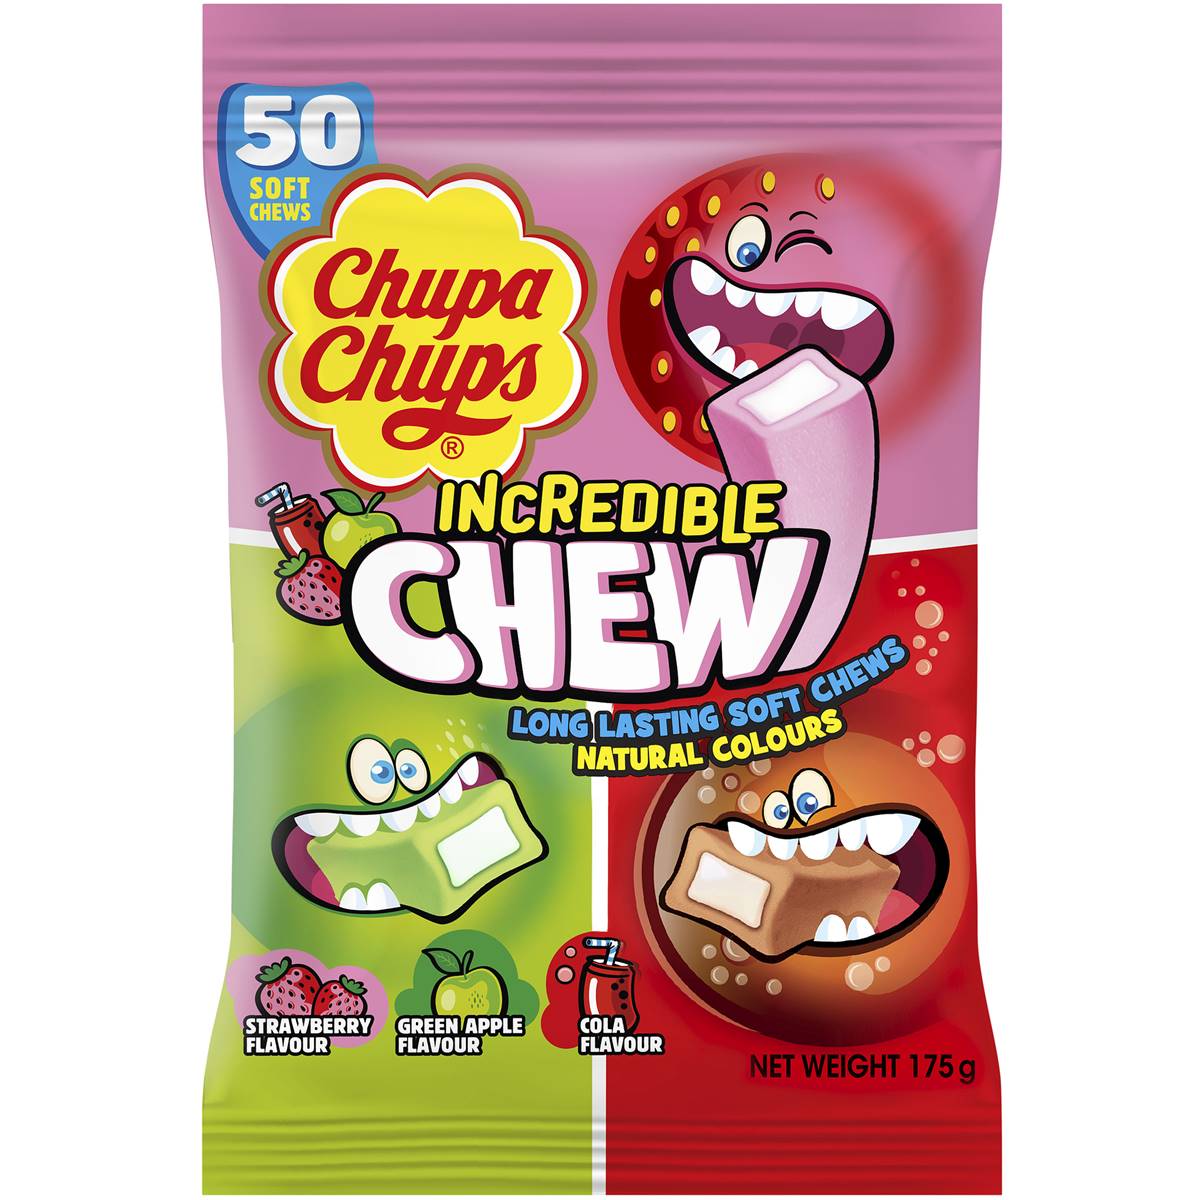 50
SOFT
CHEWS
Chupa
Chups
®
INCREDIBLE
CHEW
LONG LASTING SOFT CHEWS
NATURAL COLOURS
STRAWBERRY
FLAVOUR
GREEN APPLE
FLAVOUR
COLA
FLAVOUR
NET WEIGHT 175g